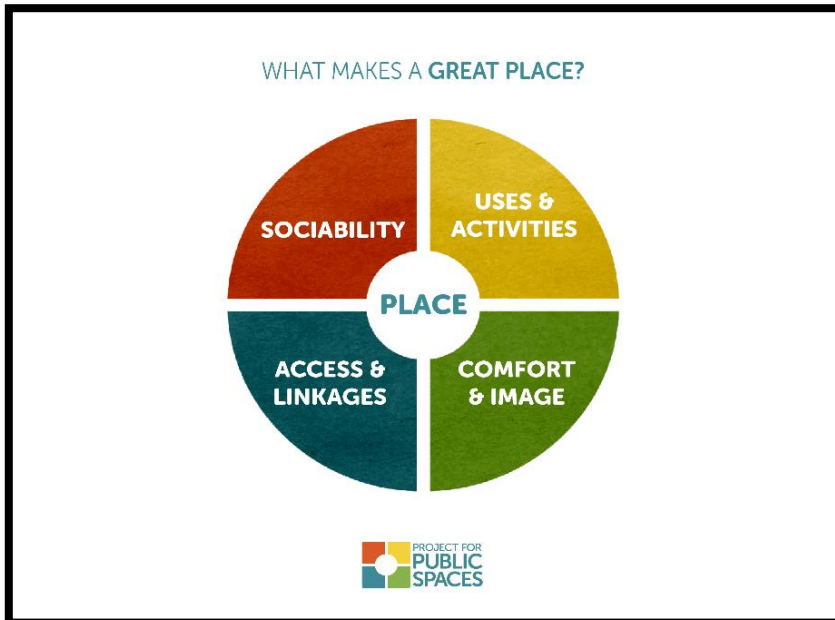 WHAT MAKES A GREAT PLACE?
SOCIABILITY
USES &
ACTIVITIES
PLACE
ACCESS &
LINKAGES
COMFORT
& IMAGE
PROJECT FOR
PUBLIC
SPACES